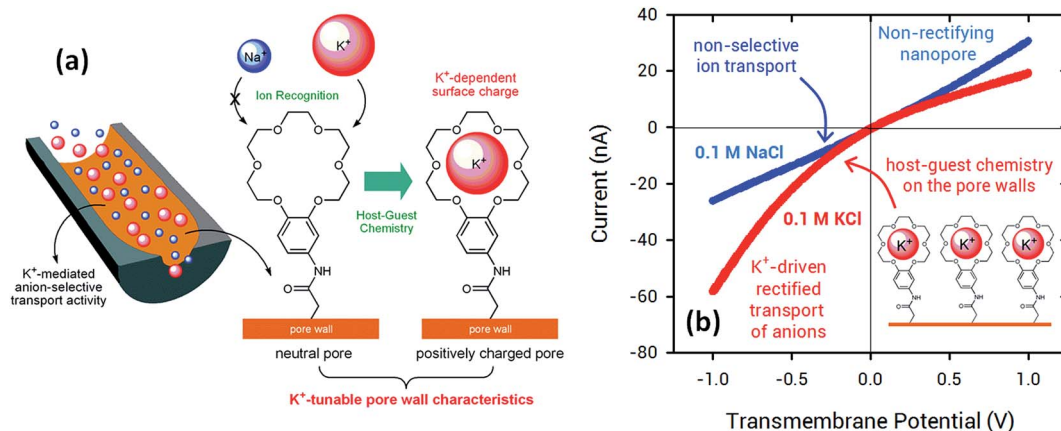 (a)
Na⁺
K⁺
Ion Recognition
K⁺-dependent
surface charge
O
O
O
O
O
O
NH
O
O
O
O
O
O
O
K⁺
NH
O
Host-Guest
Chemistry
K⁺-mediated
anion-selective
transport activity
pore wall
pore wall
neutral pore
positively charged pore
K⁺-tunable pore wall characteristics
(b)
Current (nA)
40
20
0
-20
-40
-60
-80
non-selective
ion transport
Non-rectifying
nanopore
0.1 M NaCl
0.1 M KCl
host-guest chemistry
on the pore walls
K⁺
K⁺
K⁺
NH
NH
NH
O
O
O
K⁺-driven
rectified
transport
of anions
-1.0
-0.5
0.0
0.5
1.0
Transmembrane Potential (V)